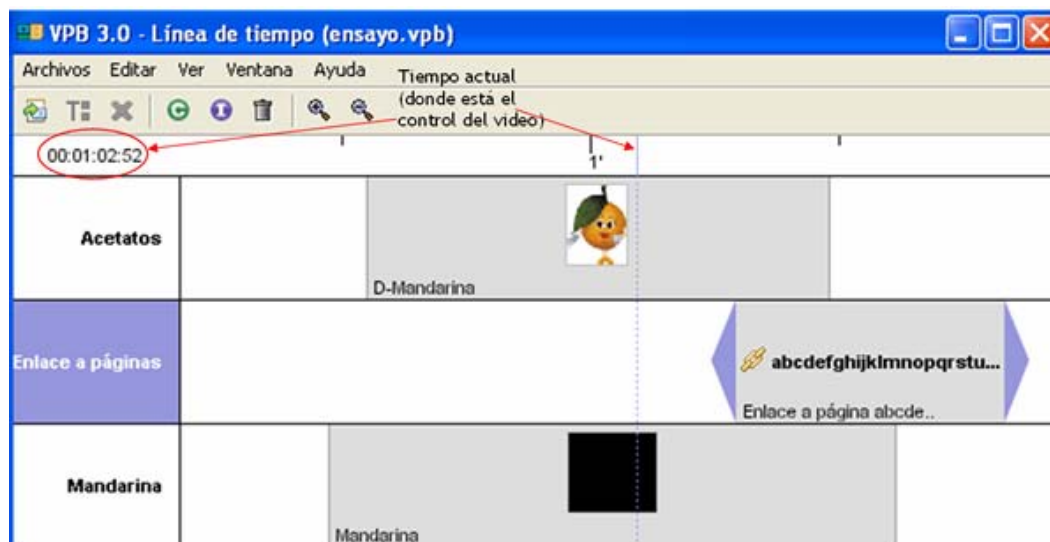 VPB 3.0 - Línea de tiempo (ensayo.vpb)
Archivos Editar Ver Ventana Ayuda
Tiempo actual
(donde está el
control del video)
00:01:02:52
1'
Acetatos
D-Mandarina
Enlace a páginas
abcdefghijklmnopqrstu...
Enlace a página abcde..
Mandarina
Mandarina